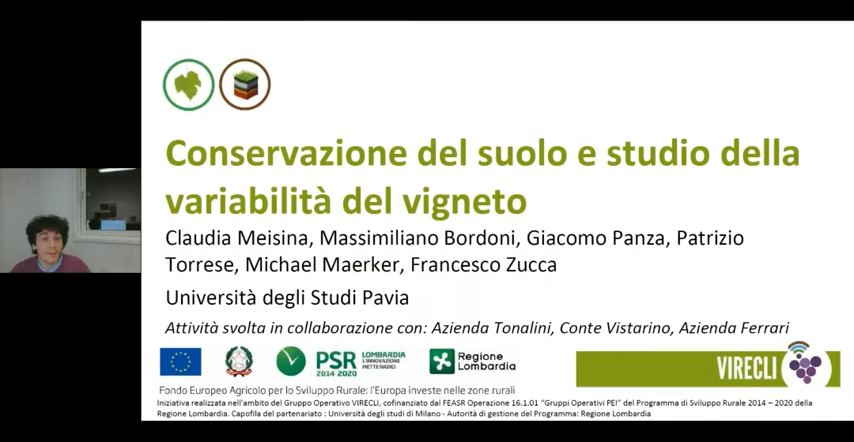 Conservazione del suolo e studio della
variabilità del vigneto
Claudia Meisina, Massimiliano Bordoni, Giacomo Panza, Patrizio
Torrese, Michael Maerker, Francesco Zucca
Università degli Studi Pavia
Attività svolta in collaborazione con: Azienda Tonalini, Conte Vistarino, Azienda Ferrari
PSR
2014 2020
LOMBARDIA
L'INNOVAZIONE
METTE RADICI
Regione
Lombardia
VIRECLI
Fondo Europeo Agricolo per lo Sviluppo Rurale: l'Europa investe nelle zone rurali
Iniziativa realizzata nell'ambito del Gruppo Operativo VIRECLI, cofinanziato dal FEASR Operazione 16.1.01 "Gruppi Operativi PEI" del Programma di Sviluppo Rurale 2014 – 2020 della
Regione Lombardia. Capofila del partenariato : Università degli studi di Milano - Autorità di gestione del Programma: Regione Lombardia